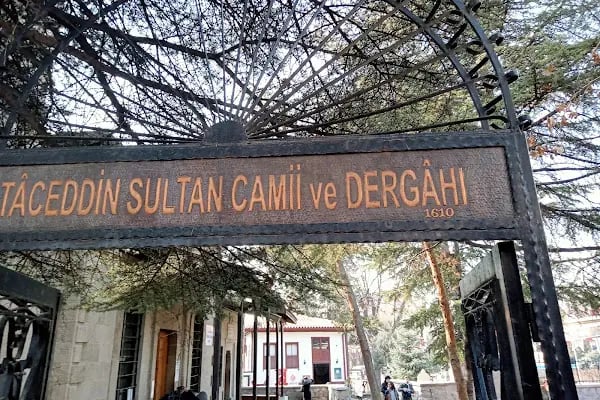 TÂCEDDİN SULTAN CAMİİ ve DERGÂHI
1610